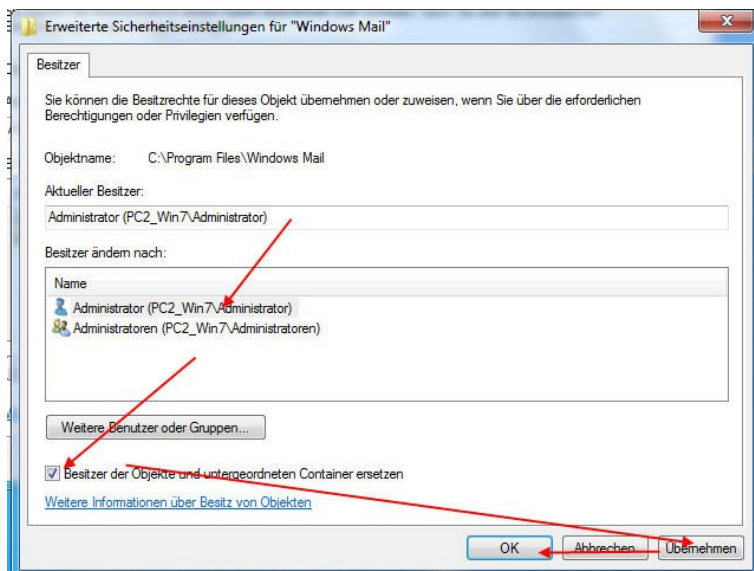 Erweiterte Sicherheitseinstellungen für "Windows Mail"
Besitzer
Sie können die Besitzrechte für dieses Objekt übernehmen oder zuweisen, wenn Sie über die erforderlichen
Berechtigungen oder Privilegien verfügen.
Objektname: C:\Program Files\Windows Mail
Aktueller Besitzer:
Administrator (PC2_Win7\Administrator)
Besitzer ändern nach:
Name
Administrator (PC2_Win7\Administrator)
Administratoren (PC2_Win7\Administratoren)
Weitere Benutzer oder Gruppen...
Besitzer der Objekte und untergeordneten Container ersetzen
Weitere Informationen über Besitz von Objekten
OK Abbrechen Übernehmen